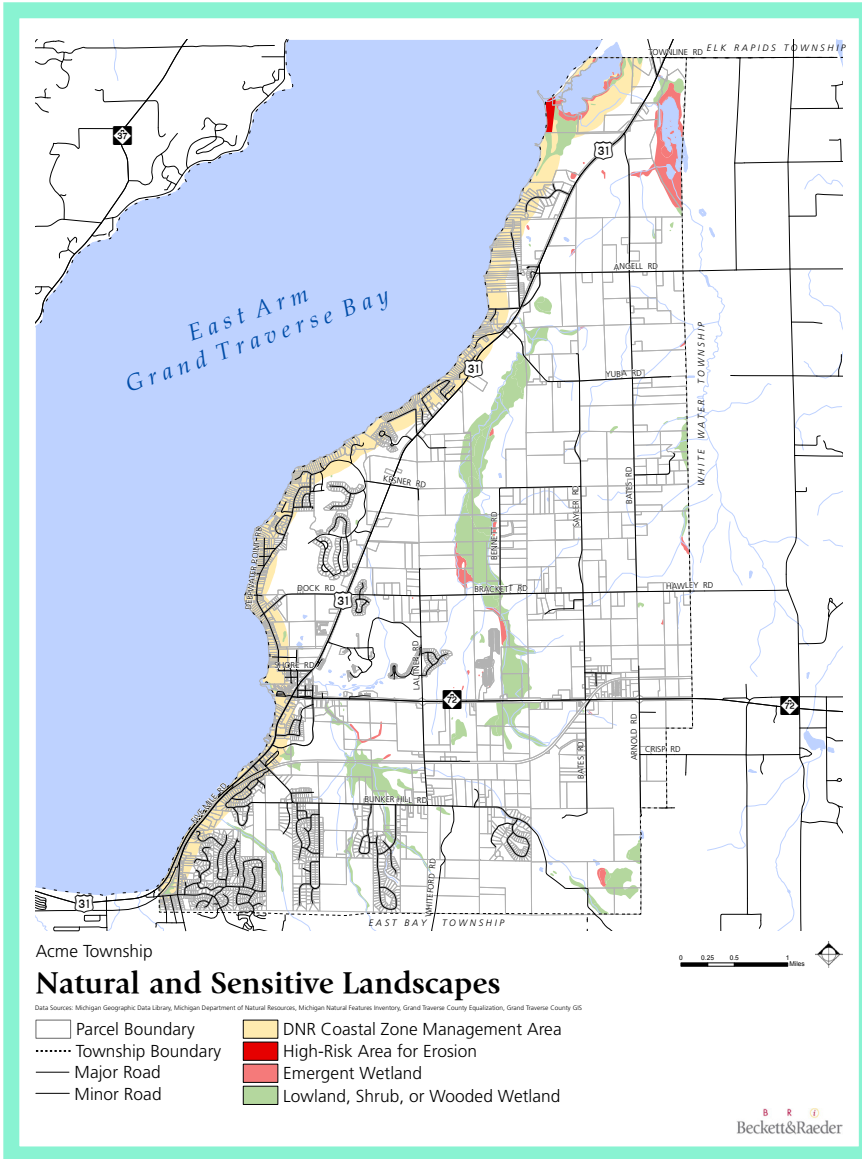 TOWNLINE RD
ELK RAPIDS TOWNSHIP
37
31
ANGELL RD
East Arm
Grand Traverse Bay
31
WHITE WATER TOWNSHIP
YUBA RD
KESNER RD
BATES RD
SAYLER RD
BENNETT RD
DEEPWATER POINT RD
DOCK RD
31
BRACKETT RD
HAWLEY RD
LAUTNER RD
SHORE RD
72
72
ARNOLD RD
BATES RD
CRISP RD
FIVE MILE RD
BUNKER HILL RD
WHITEFORD RD
31
EAST BAY TOWNSHIP
Acme Township
0 0.25 0.5 1
Miles
Natural and Sensitive Landscapes
Data Sources: Michigan Geographic Data Library, Michigan Department of Natural Resources, Michigan Natural Features Inventory, Grand Traverse County Equalization, Grand Traverse County GIS
Parcel Boundary
Township Boundary
Major Road
Minor Road
DNR Coastal Zone Management Area
High-Risk Area for Erosion
Emergent Wetland
Lowland, Shrub, or Wooded Wetland
B R i
Beckett&Raeder